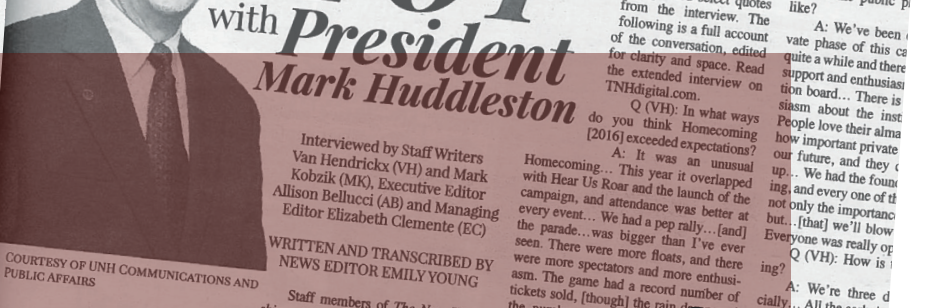 with
President
Mark Huddleston
Interviewed by Staff Writers
Van Hendrickx (VH) and Mark
Kobzik (MK), Executive Editor
Allison Bellucci (AB) and Managing
Editor Elizabeth Clemente (EC)
WRITTEN AND TRANSCRIBED BY
NEWS EDITOR EMILY YOUNG
COURTESY OF UNH COMMUNICATIONS AND
PUBLIC AFFAIRS
Staff members of The
quotes
from the interview. The
following is a full account
of the conversation, edited
for clarity and space. Read
the extended interview on
TNHdigital.com.
Q (VH): In what ways
do you think Homecoming
[2016] exceeded expectations?
A: It was an unusual
Homecoming... This year it overlapped
with Hear Us Roar and the launch of the
campaign, and attendance was better at
every event... We had a pep rally...[and]
the parade...was bigger than I've ever
seen. There were more floats, and there
were more spectators and more enthusi-
asm. The game had a record number of
tickets sold, [though] the rain
like?
A: We've been
vate phase of this
quite a while and there
support and
tion board... There is
siasm about the
People love their alma
how important private
our future, and they
up... We had the
ing, and every one of
not only the
but...[that] we'll blow
Everyone was really
ing?
Q (VH): How is
A: We're three
cially... All the